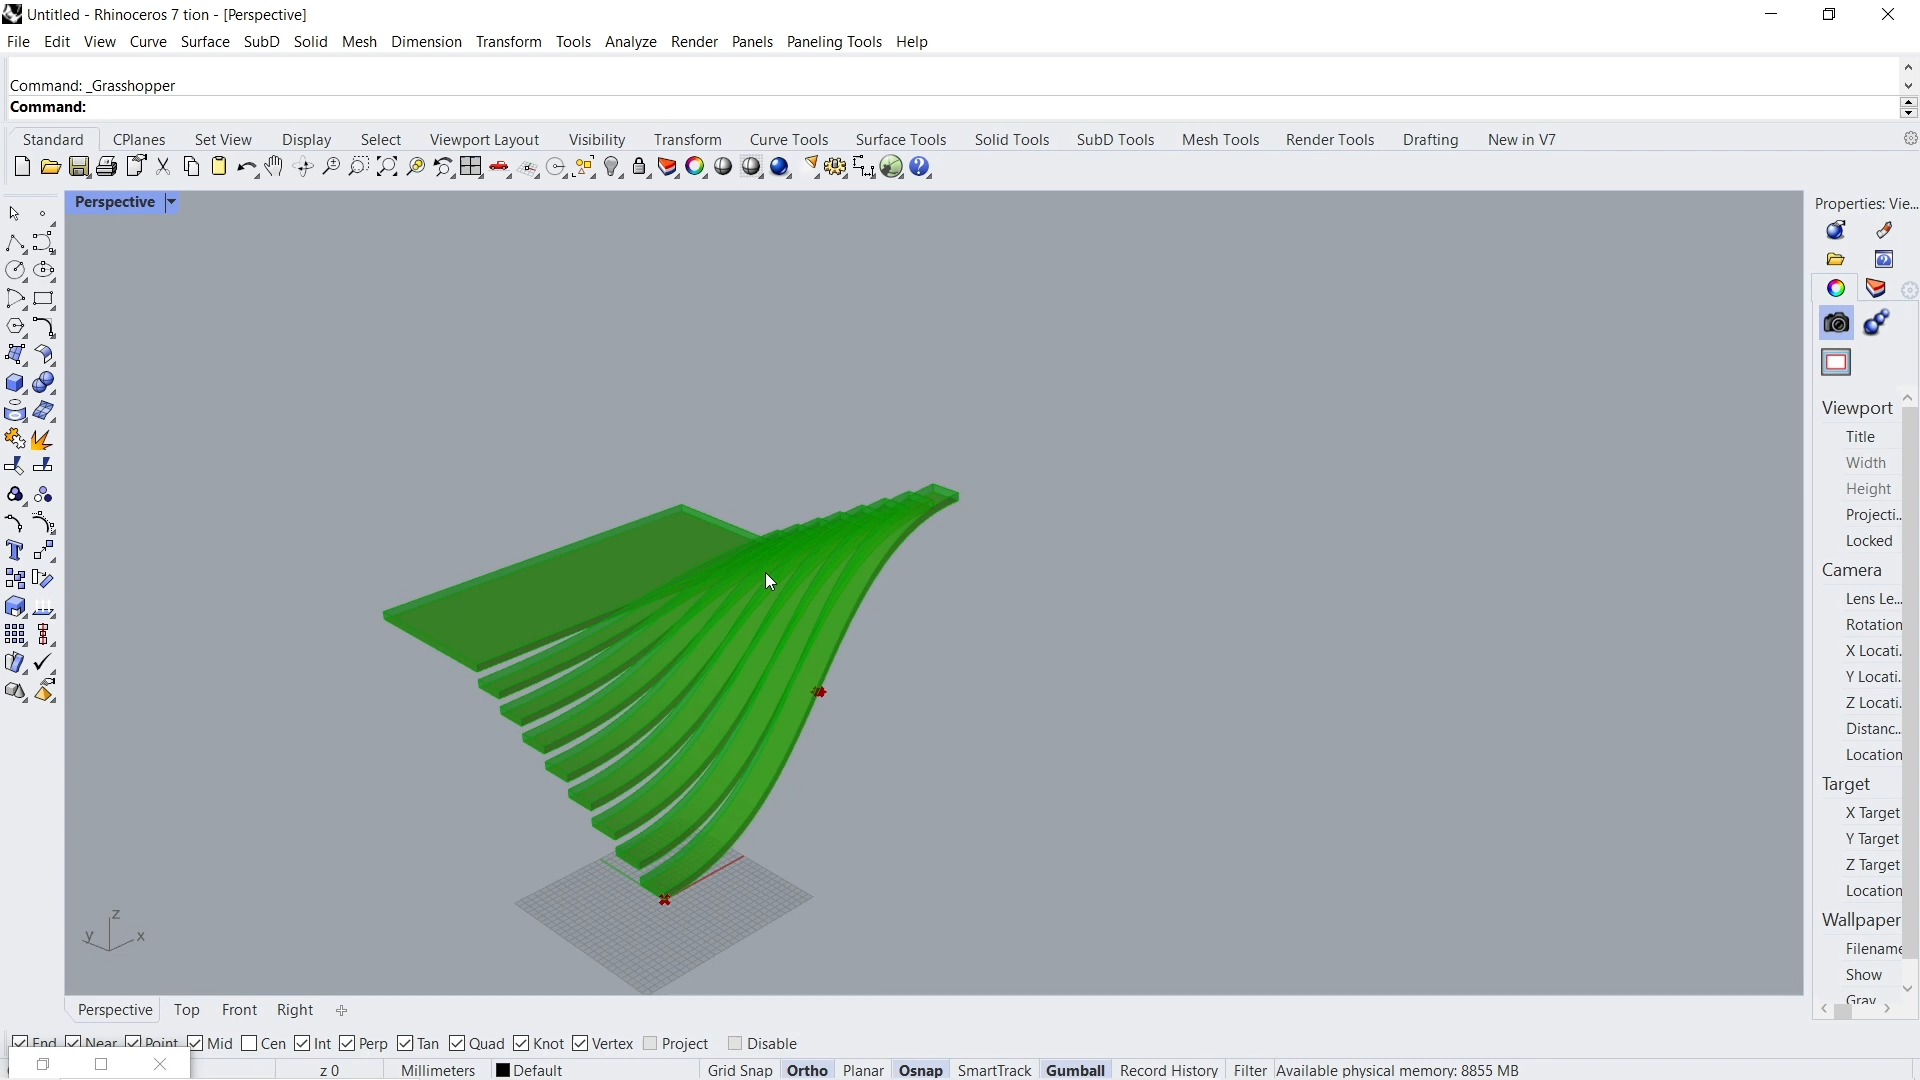 Untitled - Rhinoceros 7 tion - [Perspective]
File Edit View Curve Surface SubD Solid Mesh Dimension Transform Tools Analyze Render Panels Paneling Tools Help
Command: _Grasshopper
Command:
Standard CPlanes Set View Display Select Viewport Layout Visibility Transform Curve Tools Surface Tools Solid Tools SubD Tools Mesh Tools Render Tools Drafting New in V7
Perspective
Properties: Vie...
Viewport
Title
Width
Height
Projecti...
Locked
Camera
Lens Le...
Rotation
X Locati...
Y Locati...
Z Locati...
Distanc...
Location
Target
X Target
Y Target
Z Target
Location
Wallpaper
Filename
Show
Gray
z
y x
Perspective Top Front Right
End Near Point Mid Cen Int Perp Tan Quad Knot Vertex Project Disable
z 0 Millimeters Default Grid Snap Ortho Planar Osnap SmartTrack Gumball Record History Filter Available physical memory: 8855 MB